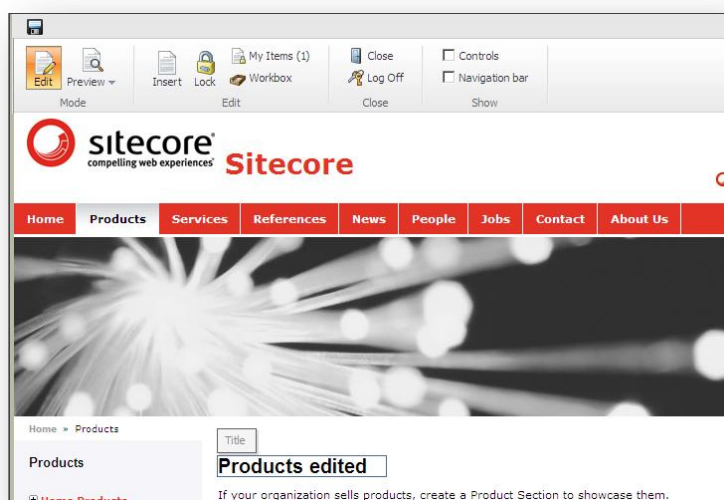 My Items (1) Close Controls
Edit Preview Insert Lock Workbox Log Off Navigation bar
Mode Edit Close Show
sitecore
compelling web experiences
Sitecore
Home Products Services References News People Jobs Contact About Us
Home » Products
Title
Products
Products edited
Home Products
If your organization sells products, create a Product Section to showcase them.